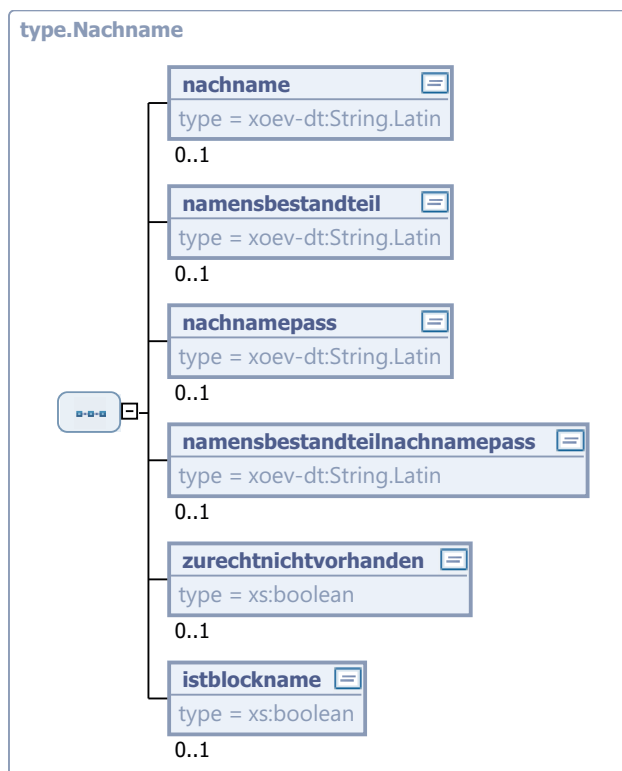 type.Nachname
nachname
type = xoev-dt:String.Latin
0..1
namensbestandteil
type = xoev-dt:String.Latin
0..1
nachnamepass
type = xoev-dt:String.Latin
0..1
namensbestandteilnachnamepass
type = xoev-dt:String.Latin
0..1
zurechtnichtvorhanden
type = xs:boolean
0..1
istblockname
type = xs:boolean
0..1